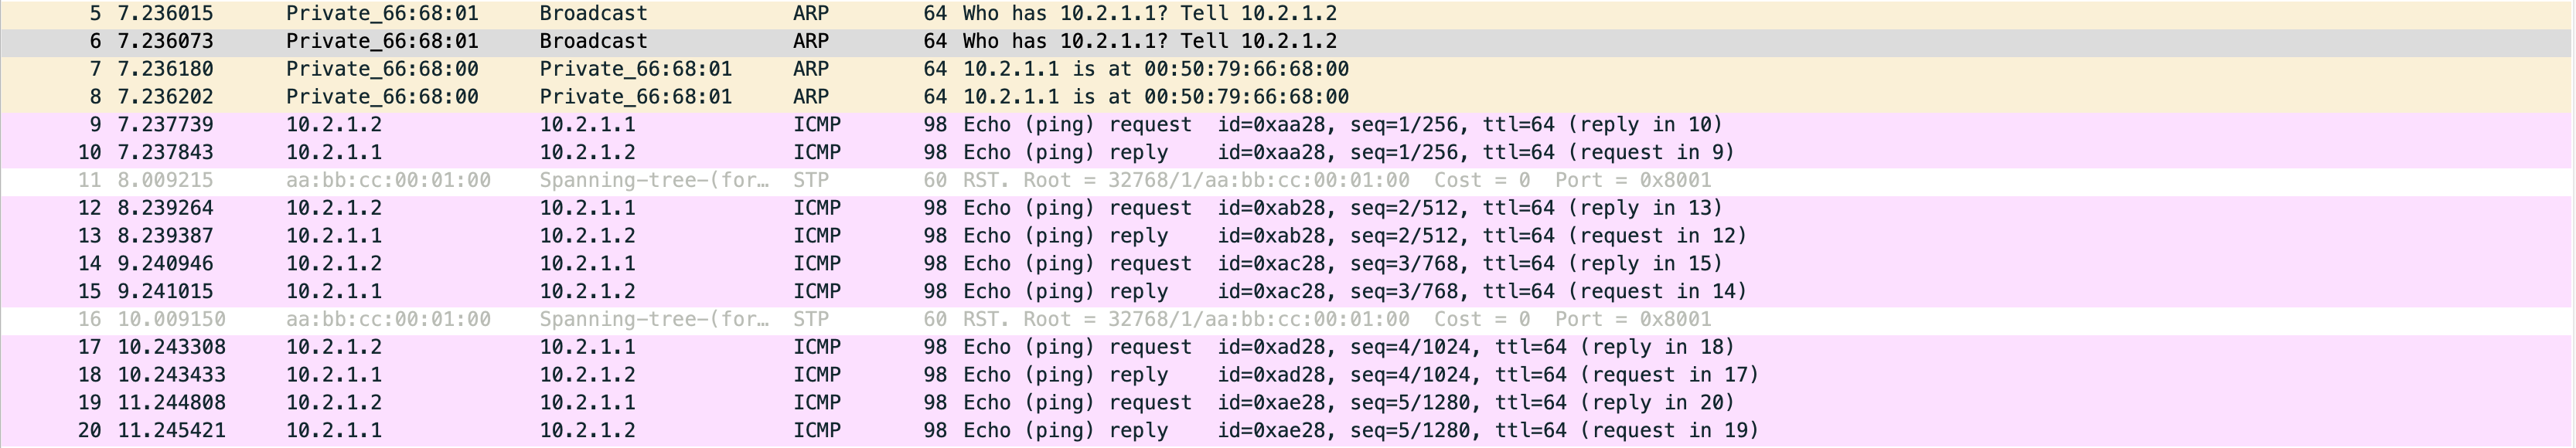 5 7.236015 Private_66:68:01 Broadcast ARP 64 Who has 10.2.1.1? Tell 10.2.1.2
6 7.236073 Private_66:68:01 Broadcast ARP 64 Who has 10.2.1.1? Tell 10.2.1.2
7 7.236180 Private_66:68:00 Private_66:68:01 ARP 64 10.2.1.1 is at 00:50:79:66:68:00
8 7.236202 Private_66:68:00 Private_66:68:01 ARP 64 10.2.1.1 is at 00:50:79:66:68:00
9 7.237739 10.2.1.2 10.2.1.1 ICMP 98 Echo (ping) request id=0xaa28, seq=1/256, ttl=64 (reply in 10)
10 7.237843 10.2.1.1 10.2.1.2 ICMP 98 Echo (ping) reply id=0xaa28, seq=1/256, ttl=64 (request in 9)
11 8.009215 aa:bb:cc:00:01:00 Spanning-tree-(for… STP 60 RST. Root = 32768/1/aa:bb:cc:00:01:00 Cost = 0 Port = 0x8001
12 8.239264 10.2.1.2 10.2.1.1 ICMP 98 Echo (ping) request id=0xab28, seq=2/512, ttl=64 (reply in 13)
13 8.239387 10.2.1.1 10.2.1.2 ICMP 98 Echo (ping) reply id=0xab28, seq=2/512, ttl=64 (request in 12)
14 9.240946 10.2.1.2 10.2.1.1 ICMP 98 Echo (ping) request id=0xac28, seq=3/768, ttl=64 (reply in 15)
15 9.241015 10.2.1.1 10.2.1.2 ICMP 98 Echo (ping) reply id=0xac28, seq=3/768, ttl=64 (request in 14)
16 10.009150 aa:bb:cc:00:01:00 Spanning-tree-(for… STP 60 RST. Root = 32768/1/aa:bb:cc:00:01:00 Cost = 0 Port = 0x8001
17 10.243308 10.2.1.2 10.2.1.1 ICMP 98 Echo (ping) request id=0xad28, seq=4/1024, ttl=64 (reply in 18)
18 10.243433 10.2.1.1 10.2.1.2 ICMP 98 Echo (ping) reply id=0xad28, seq=4/1024, ttl=64 (request in 17)
19 11.244808 10.2.1.2 10.2.1.1 ICMP 98 Echo (ping) request id=0xae28, seq=5/1280, ttl=64 (reply in 20)
20 11.245421 10.2.1.1 10.2.1.2 ICMP 98 Echo (ping) reply id=0xae28, seq=5/1280, ttl=64 (request in 19)